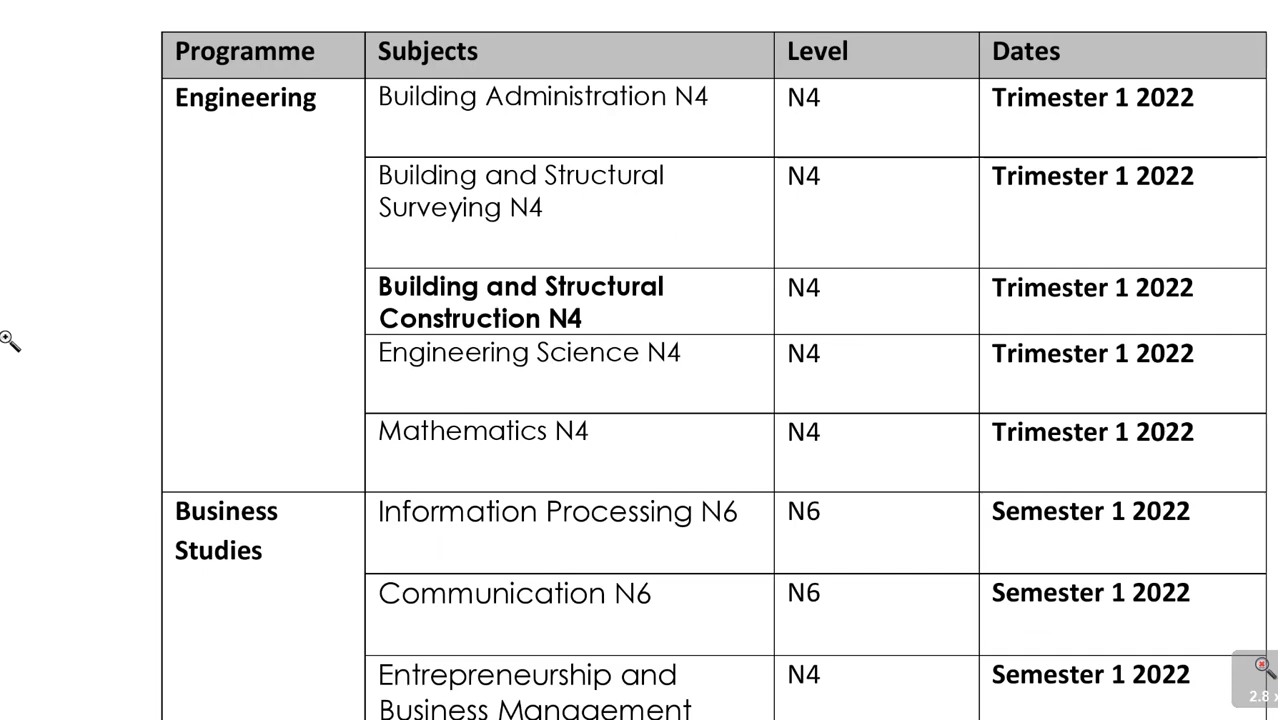 Programme Subjects Level Dates
Engineering Building Administration N4 N4 Trimester 1 2022
Building and Structural N4 Trimester 1 2022
Surveying N4
Building and Structural N4 Trimester 1 2022
Construction N4
Engineering Science N4 N4 Trimester 1 2022
Mathematics N4 N4 Trimester 1 2022
Business Information Processing N6 N6 Semester 1 2022
Studies
Communication N6 N6 Semester 1 2022
Entrepreneurship and N4 Semester 1 2022
Business Management
2.8 x